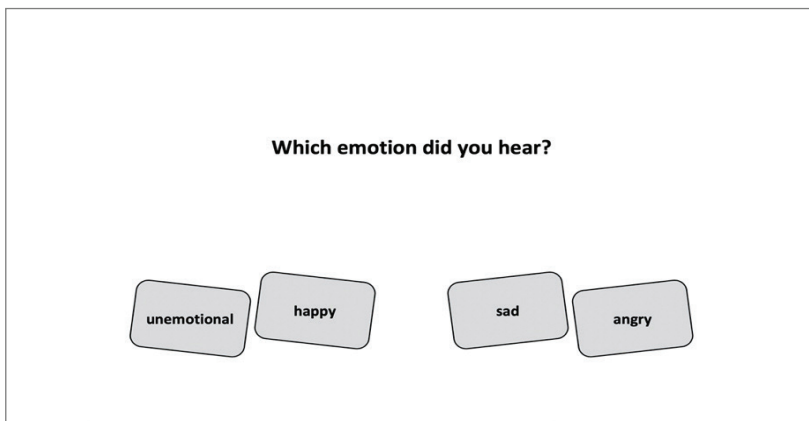 Which emotion did you hear?
unemotional
happy
sad
angry